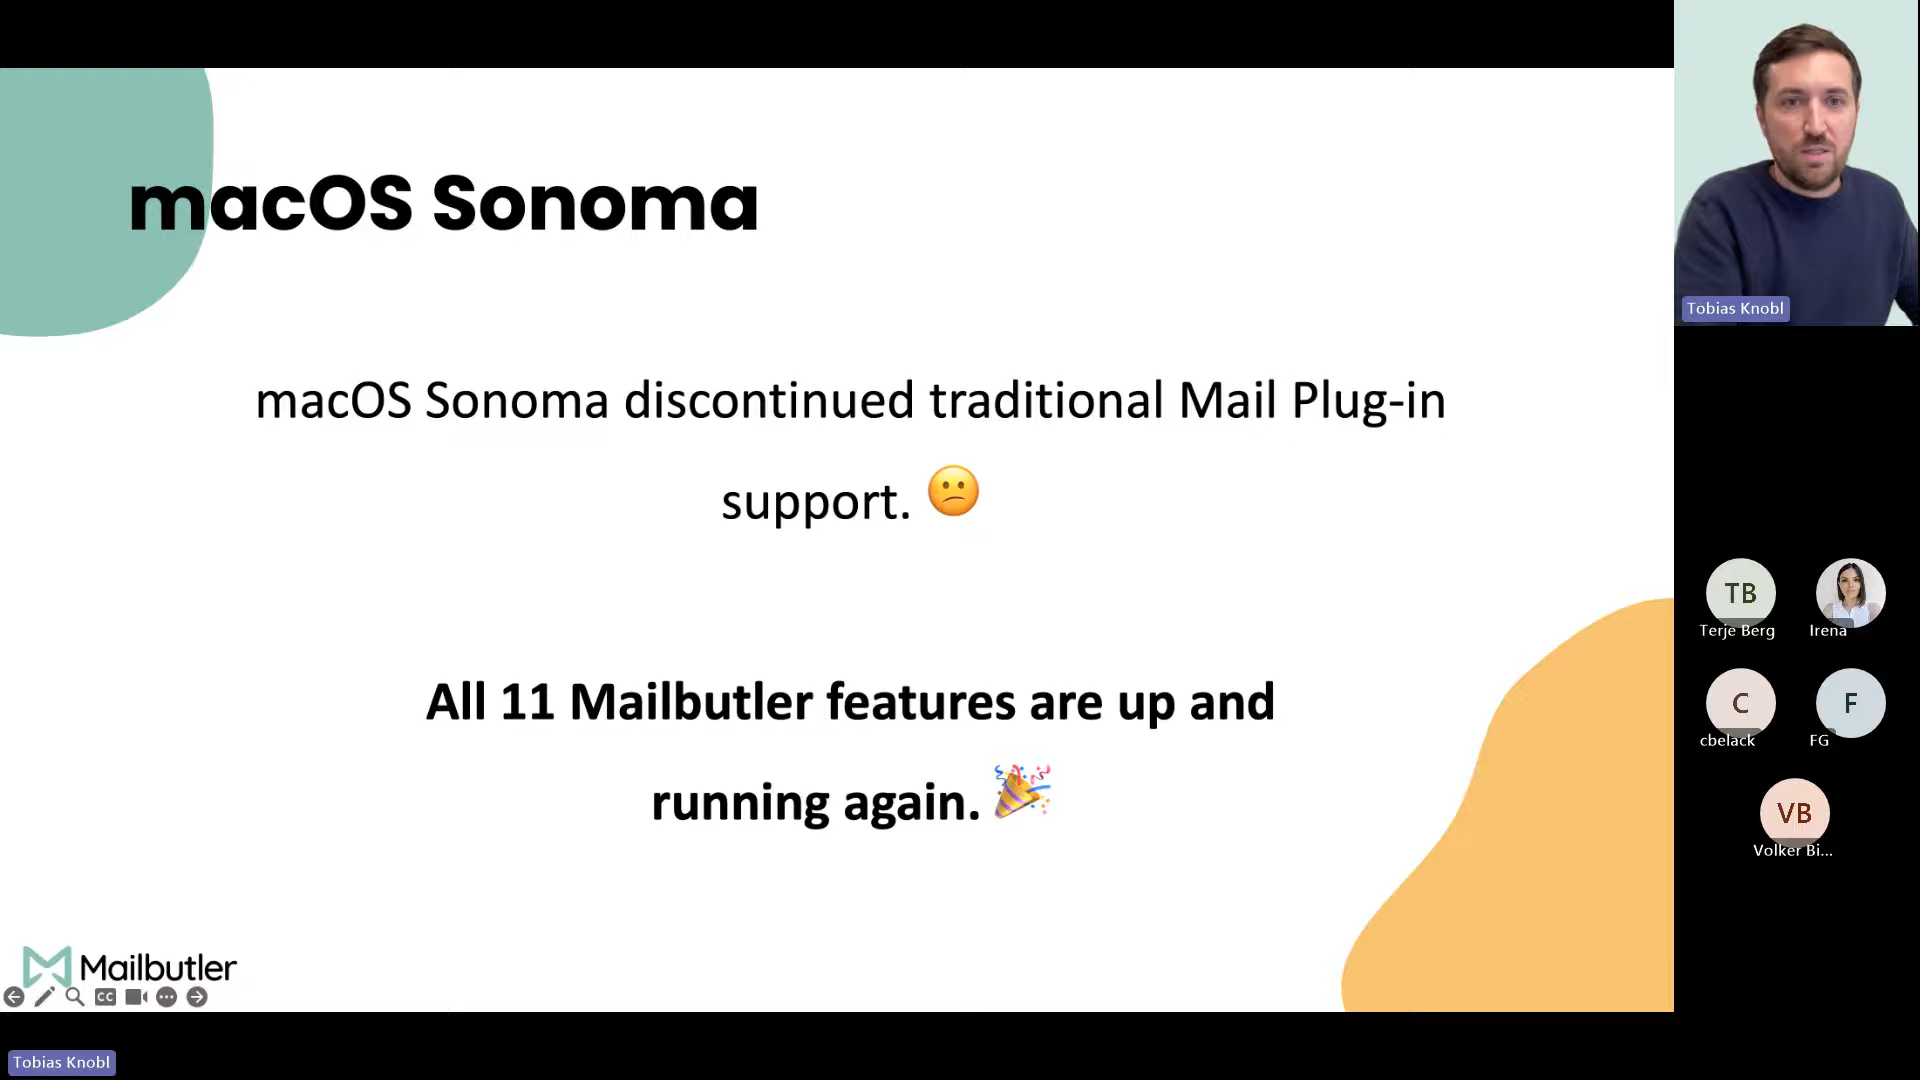 macOS Sonoma
macOS Sonoma discontinued traditional Mail Plug-in
support. 😕
All 11 Mailbutler features are up and
running again. 🎉
Mailbutler
CC
Tobias Knobl
Tobias Knobl
TB
Terje Berg
Irena
C
cbelack
F
FG
VB
Volker Bi...